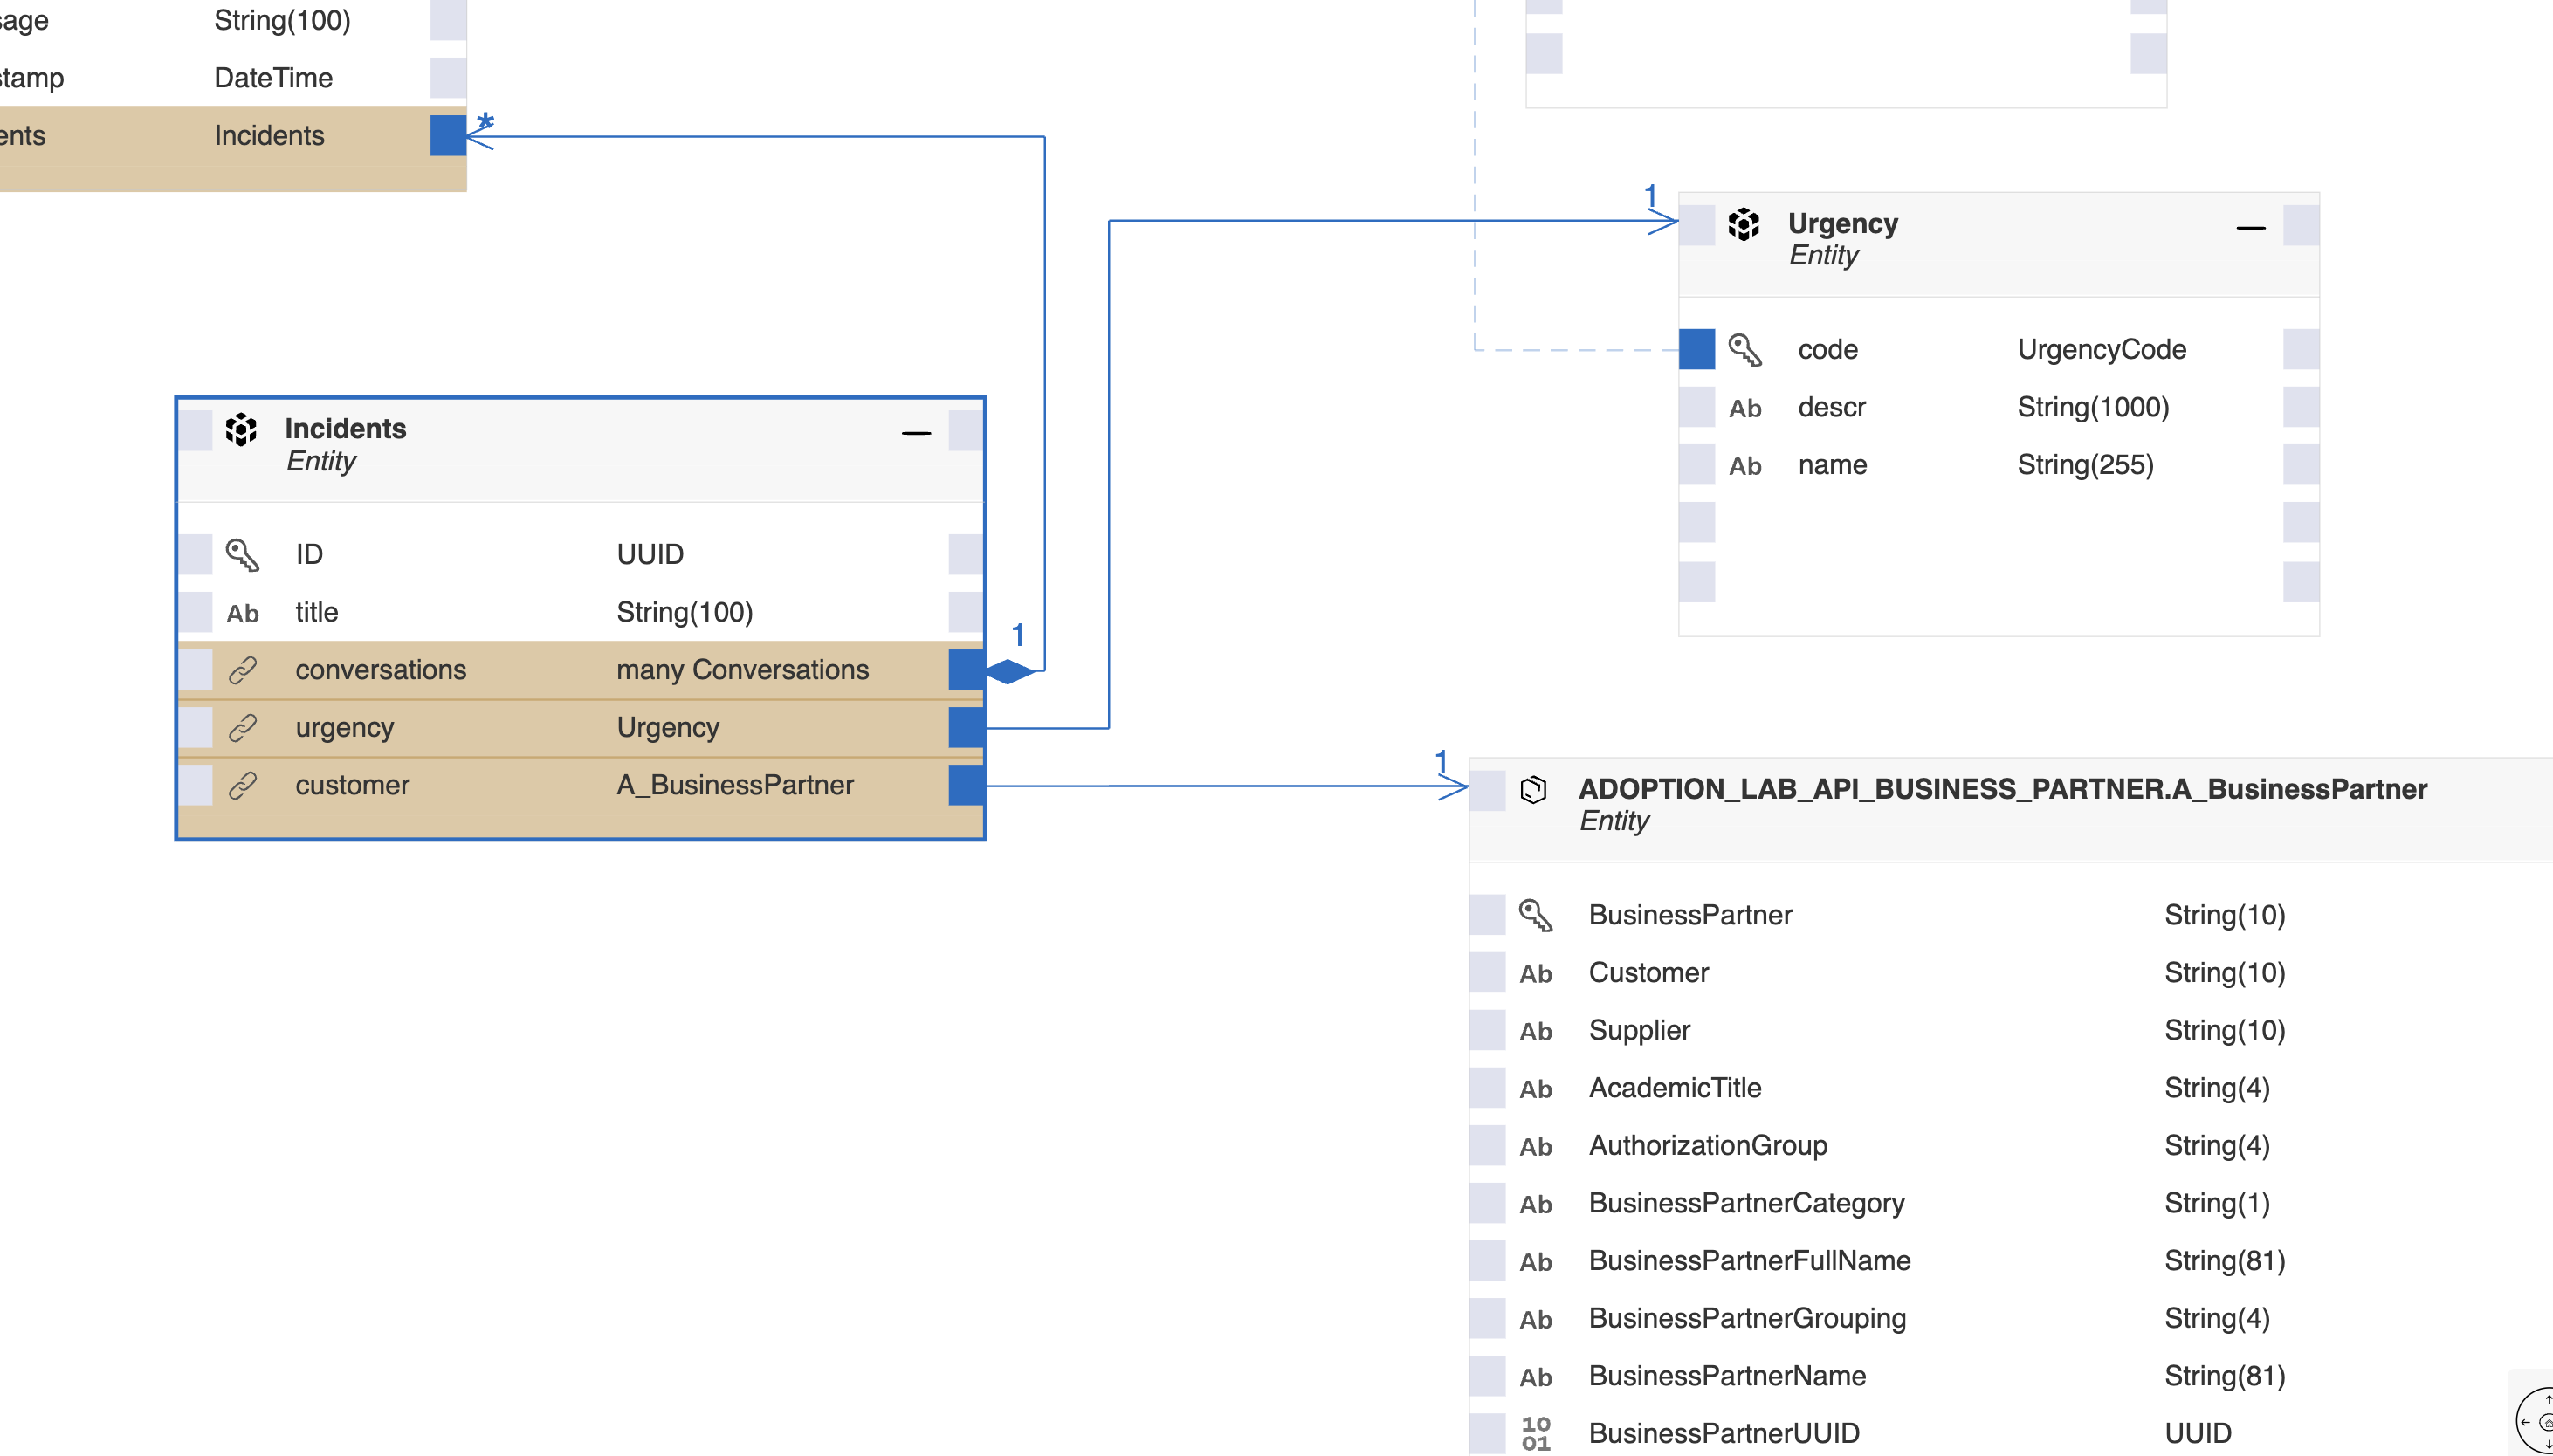 sage String(100)
stamp DateTime
ents Incidents
*
1
Urgency
Entity
code UrgencyCode
Ab descr String(1000)
Ab name String(255)
Incidents
Entity
ID UUID
Ab title String(100)
1
conversations many Conversations
urgency Urgency
customer A_BusinessPartner
1
ADOPTION_LAB_API_BUSINESS_PARTNER.A_BusinessPartner
Entity
BusinessPartner String(10)
Ab Customer String(10)
Ab Supplier String(10)
Ab AcademicTitle String(4)
Ab AuthorizationGroup String(4)
Ab BusinessPartnerCategory String(1)
Ab BusinessPartnerFullName String(81)
Ab BusinessPartnerGrouping String(4)
Ab BusinessPartnerName String(81)
10
01 BusinessPartnerUUID UUID